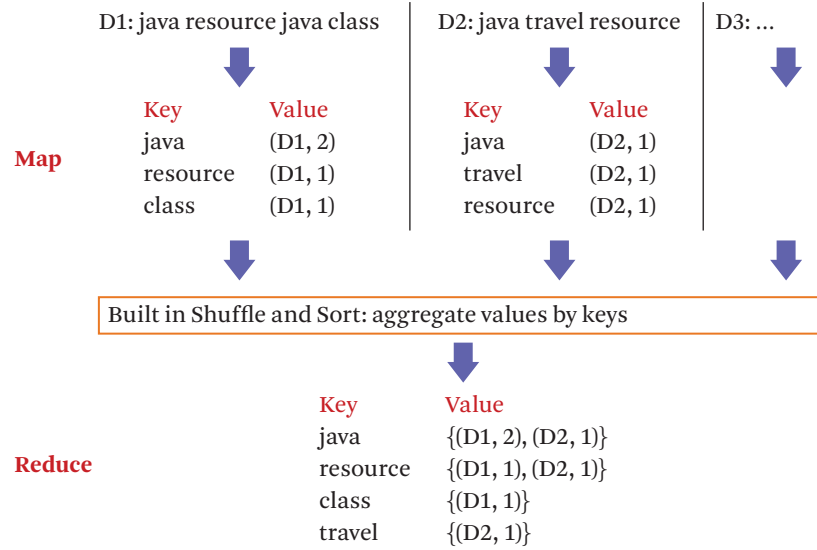 D1: java resource java class
D2: java travel resource
D3: ...
Map
Key Value
java (D1, 2)
resource (D1, 1)
class (D1, 1)
Key Value
java (D2, 1)
travel (D2, 1)
resource (D2, 1)
Built in Shuffle and Sort: aggregate values by keys
Reduce
Key Value
java {(D1, 2), (D2, 1)}
resource {(D1, 1), (D2, 1)}
class {(D1, 1)}
travel {(D2, 1)}